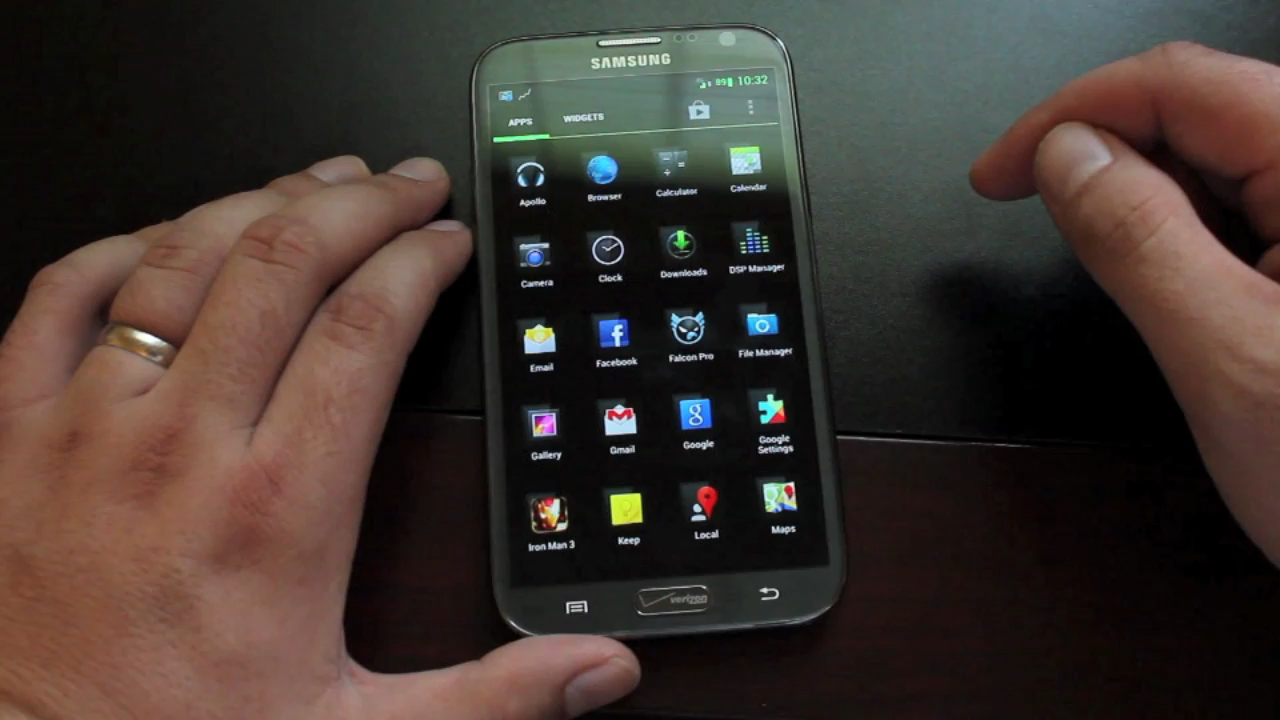 SAMSUNG
89 10:32
APPS WIDGETS
Apollo Browser Calculator Calendar
Camera Clock Downloads DSP Manager
Email Facebook Falcon Pro File Manager
Gallery Gmail Google Google
Settings
Iron Man 3 Keep Local Maps
verizon